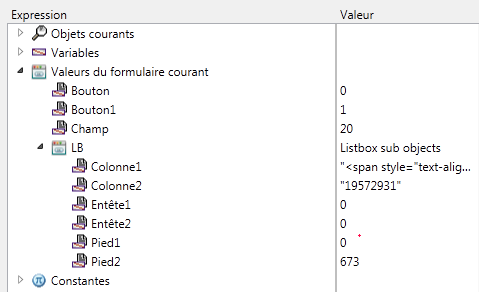 Expression Valeur
Objets courants
Variables
Valeurs du formulaire courant
Bouton 0
Bouton1 1
Champ 20
LB Listbox sub objects
Colonne1 "<span style="text-alig...
Colonne2 "19572931"
Entête1 0
Entête2 0
Pied1 0
Pied2 673
Constantes